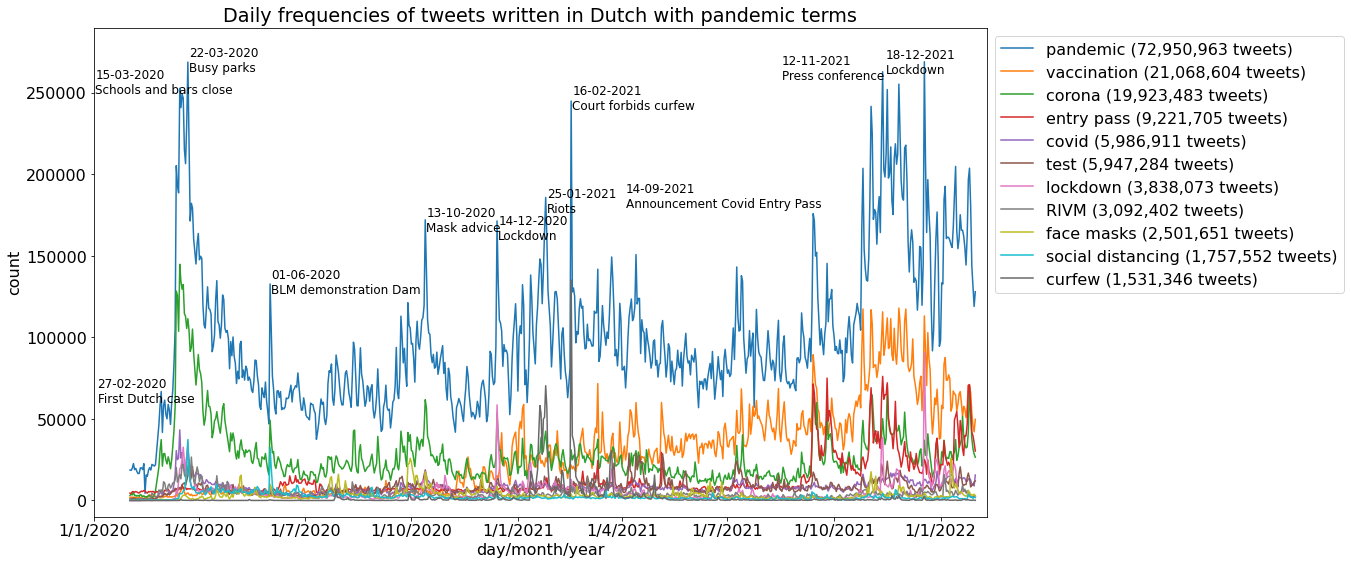 Daily frequencies of tweets written in Dutch with pandemic terms
22-03-2020
Busy parks
15-03-2020
Schools and bars close
27-02-2020
First Dutch case
01-06-2020
BLM demonstration Dam
13-10-2020
Mask advice
14-12-2020
Lockdown
25-01-2021
Riots
16-02-2021
Court forbids curfew
14-09-2021
Announcement Covid Entry Pass
12-11-2021
Press conference
18-12-2021
Lockdown
count
250000
200000
150000
100000
50000
0
1/1/2020
1/4/2020
1/7/2020
1/10/2020
1/1/2021
1/4/2021
1/7/2021
1/10/2021
1/1/2022
day/month/year
pandemic (72,950,963 tweets)
vaccination (21,068,604 tweets)
corona (19,923,483 tweets)
entry pass (9,221,705 tweets)
covid (5,986,911 tweets)
test (5,947,284 tweets)
lockdown (3,838,073 tweets)
RIVM (3,092,402 tweets)
face masks (2,501,651 tweets)
social distancing (1,757,552 tweets)
curfew (1,531,346 tweets)